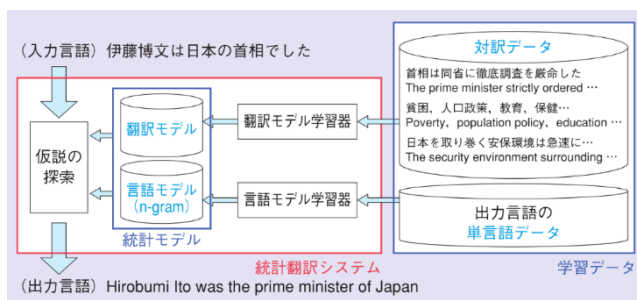 （入力言語）伊藤博文は日本の首相でした
対訳データ
首相は同省に徹底調査を厳命した
The prime minister strictly ordered …
貧困，人口政策，教育，保健…
Poverty, population policy, education …
日本を取り巻く安保環境は急速に…
The security environment surrounding …
翻訳モデル
翻訳モデル学習器
仮説の
探索
言語モデル
（n-gram）
言語モデル学習器
出力言語の
単言語データ
統計モデル
統計翻訳システム
学習データ
（出力言語）Hirobumi Ito was the prime minister of Japan